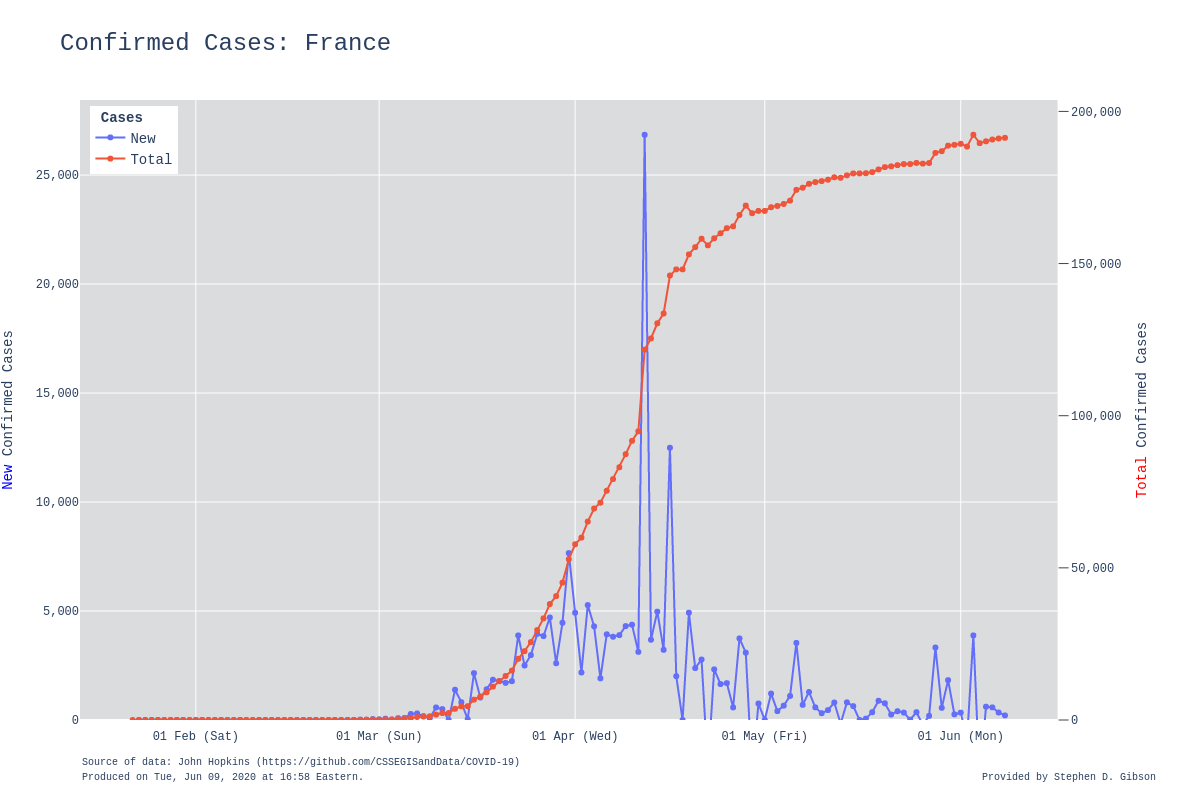 Confirmed Cases: France
Cases
New
Total
25,000
20,000
15,000
10,000
5,000
0
New Confirmed Cases
200,000
150,000
100,000
50,000
0
Total Confirmed Cases
01 Feb (Sat)
01 Mar (Sun)
01 Apr (Wed)
01 May (Fri)
01 Jun (Mon)
Source of data: John Hopkins (https://github.com/CSSEGISandData/COVID-19)
Produced on Tue, Jun 09, 2020 at 16:58 Eastern.
Provided by Stephen D. Gibson